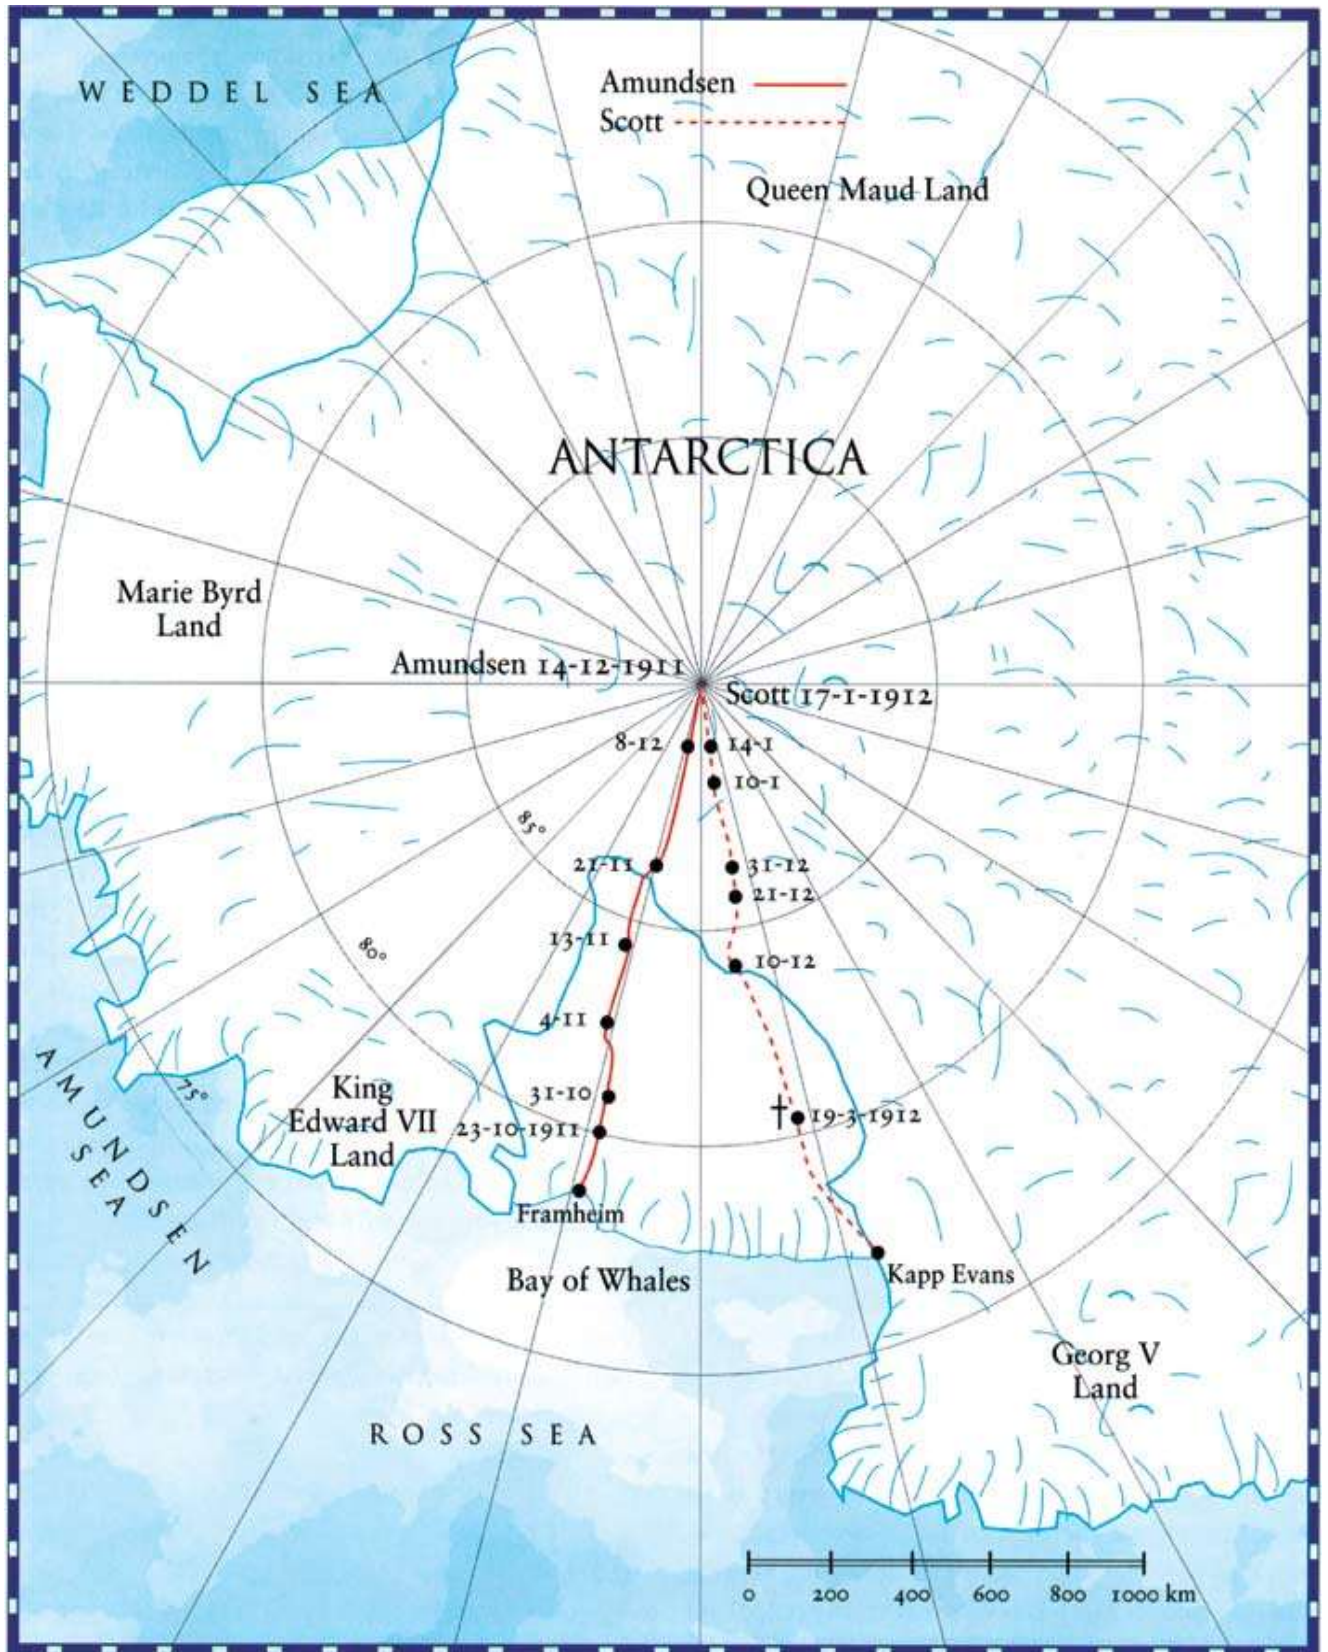 WEDDEL SEA
Amundsen
Scott
Queen Maud Land
ANTARCTICA
Marie Byrd
Land
Amundsen 14-12-1911
Scott 17-1-1912
8-12
14-1
10-1
85°
21-11
31-12
21-12
13-11
10-12
80°
4-11
31-10
23-10-1911
19-3-1912
75°
King
Edward VII
Land
AMUNDSEN
SEA
Framheim
Kapp Evans
Bay of Whales
Georg V
Land
ROSS SEA
0 200 400 600 800 1000 km